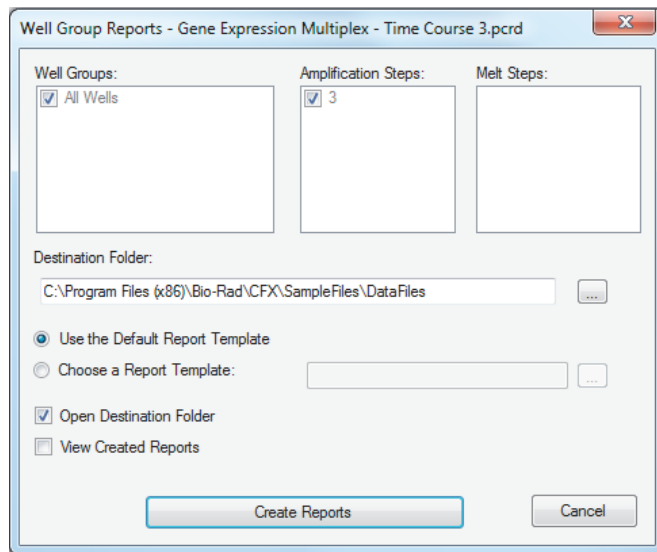 Well Group Reports - Gene Expression Multiplex - Time Course 3.pcrd
Well Groups:
Amplification Steps:
Melt Steps:
All Wells
3
Destination Folder:
C:\Program Files (x86)\Bio-Rad\CFX\SampleFiles\DataFiles
...
Use the Default Report Template
Choose a Report Template:
...
Open Destination Folder
View Created Reports
Create Reports
Cancel